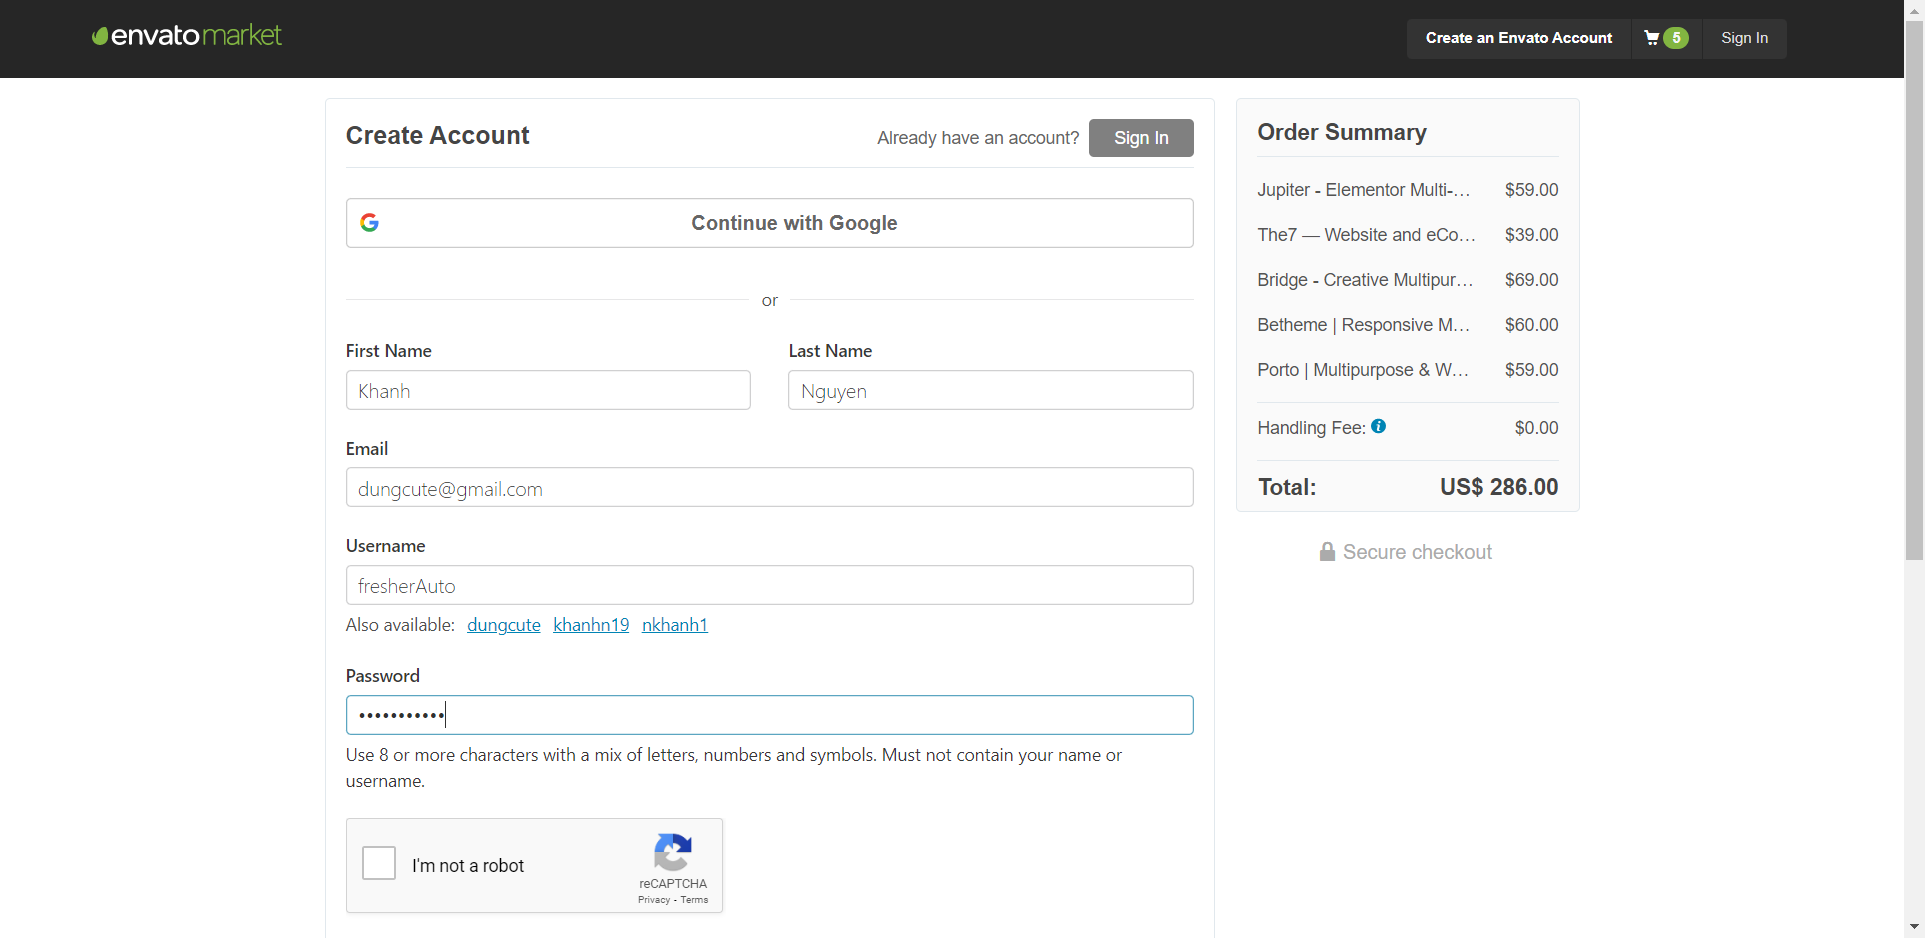 envato market
Create an Envato Account
5
Sign In
Create Account
Already have an account?
Sign In
Continue with Google
or
First Name
Last Name
Khanh
Nguyen
Email
dungcute@gmail.com
Username
fresherAuto
Also available: dungcute khanhn19 nkhanh1
Password
•••••••••••
Use 8 or more characters with a mix of letters, numbers and symbols. Must not contain your name or
username.
I'm not a robot
reCAPTCHA
Privacy - Terms
Order Summary
Jupiter - Elementor Multi-… $59.00
The7 — Website and eCo… $39.00
Bridge - Creative Multipur… $69.00
Betheme | Responsive M… $60.00
Porto | Multipurpose & W… $59.00
Handling Fee: $0.00
Total: US$ 286.00
Secure checkout